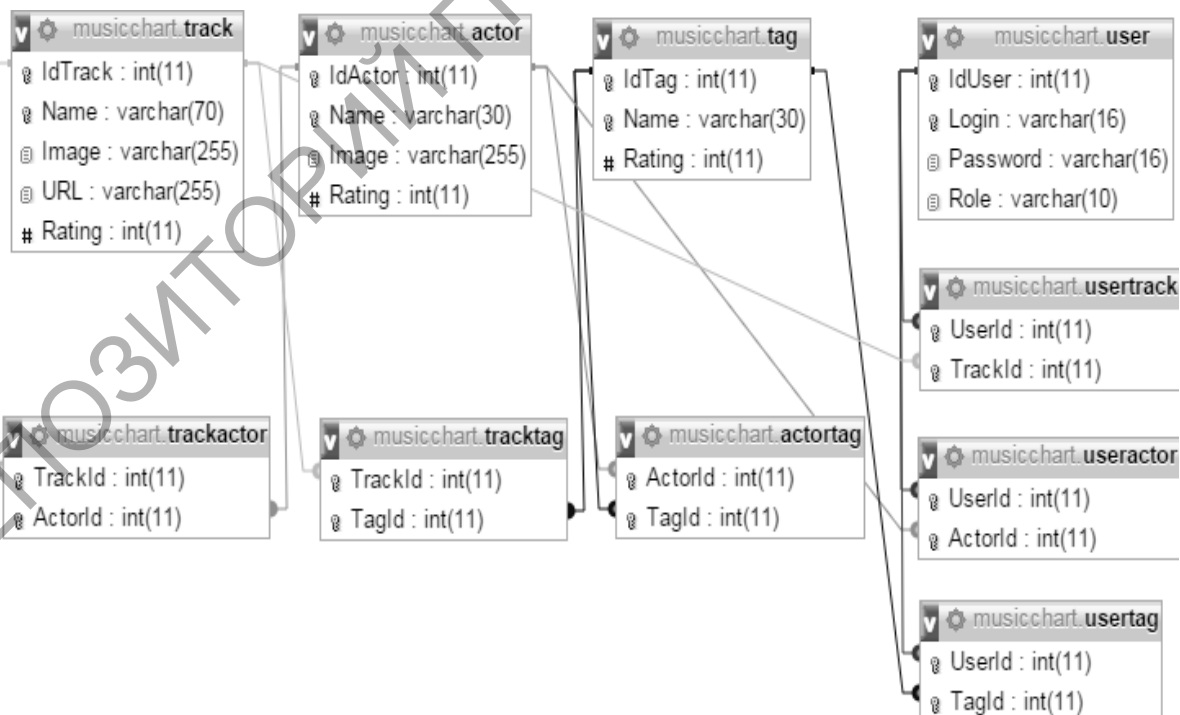 musicchart.track
IdTrack : int(11)
Name : varchar(70)
Image : varchar(255)
URL : varchar(255)
Rating : int(11)
musicchart.actor
IdActor : int(11)
Name : varchar(30)
Image : varchar(255)
Rating : int(11)
musicchart.tag
IdTag : int(11)
Name : varchar(30)
Rating : int(11)
musicchart.user
IdUser : int(11)
Login : varchar(16)
Password : varchar(16)
Role : varchar(10)
musicchart.usertrack
UserId : int(11)
TrackId : int(11)
musicchart.trackactor
TrackId : int(11)
ActorId : int(11)
musicchart.tracktag
TrackId : int(11)
TagId : int(11)
musicchart.actortag
ActorId : int(11)
TagId : int(11)
musicchart.useractor
UserId : int(11)
ActorId : int(11)
musicchart.usertag
UserId : int(11)
TagId : int(11)